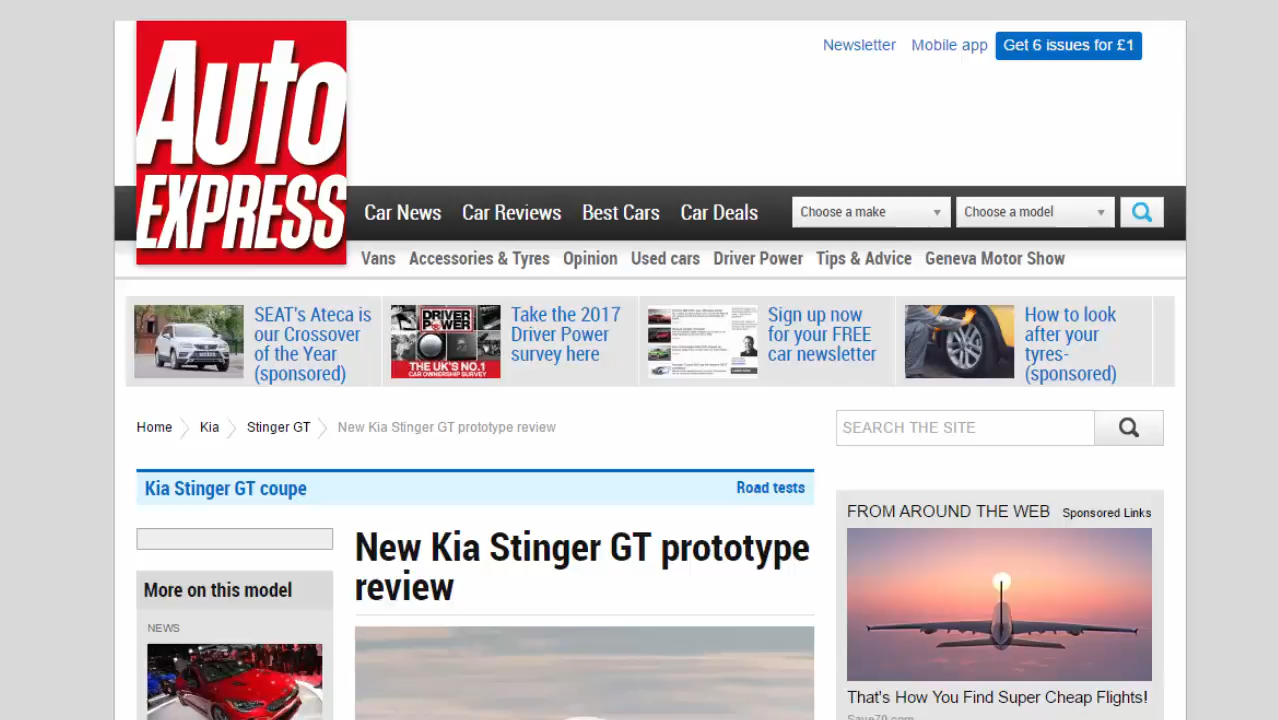 Auto
EXPRESS
Newsletter Mobile app Get 6 issues for £1
Car News Car Reviews Best Cars Car Deals Choose a make Choose a model
Vans Accessories & Tyres Opinion Used cars Driver Power Tips & Advice Geneva Motor Show
SEAT's Ateca is
our Crossover
of the Year
(sponsored)
DRIVER
POWER
THE UK'S NO.1
CAR OWNERSHIP SURVEY
Take the 2017
Driver Power
survey here
Sign up now
for your FREE
car newsletter
How to look
after your
tyres-
(sponsored)
Home Kia Stinger GT New Kia Stinger GT prototype review
SEARCH THE SITE
Kia Stinger GT coupe Road tests
New Kia Stinger GT prototype
review
More on this model
NEWS
FROM AROUND THE WEB Sponsored Links
That's How You Find Super Cheap Flights!
Save70.com